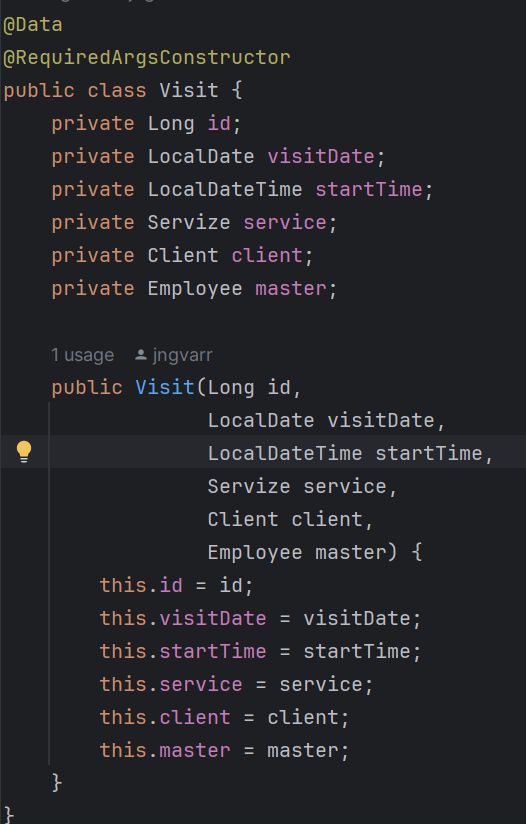 @Data
@RequiredArgsConstructor
public class Visit {
    private Long id;
    private LocalDate visitDate;
    private LocalDateTime startTime;
    private Servize service;
    private Client client;
    private Employee master;
    1 usage jngvarr
    public Visit(Long id,
                 LocalDate visitDate,
                 LocalDateTime startTime,
                 Servize service,
                 Client client,
                 Employee master) {
        this.id = id;
        this.visitDate = visitDate;
        this.startTime = startTime;
        this.service = service;
        this.client = client;
        this.master = master;
    }
}